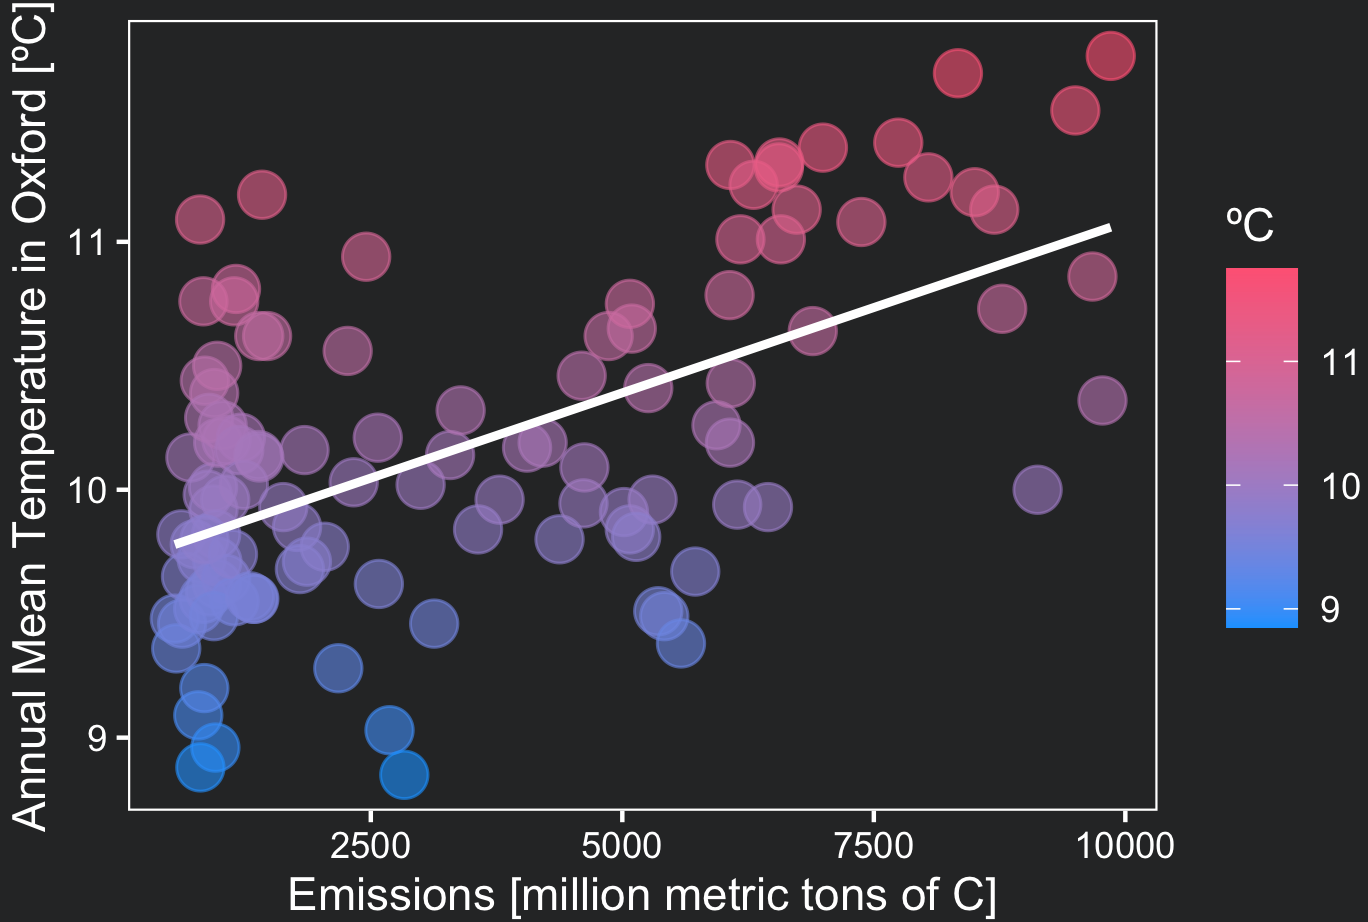 Annual Mean Temperature in Oxford [ºC]
11
10
9
2500 5000 7500 10000
Emissions [million metric tons of C]
ºC
11
10
9